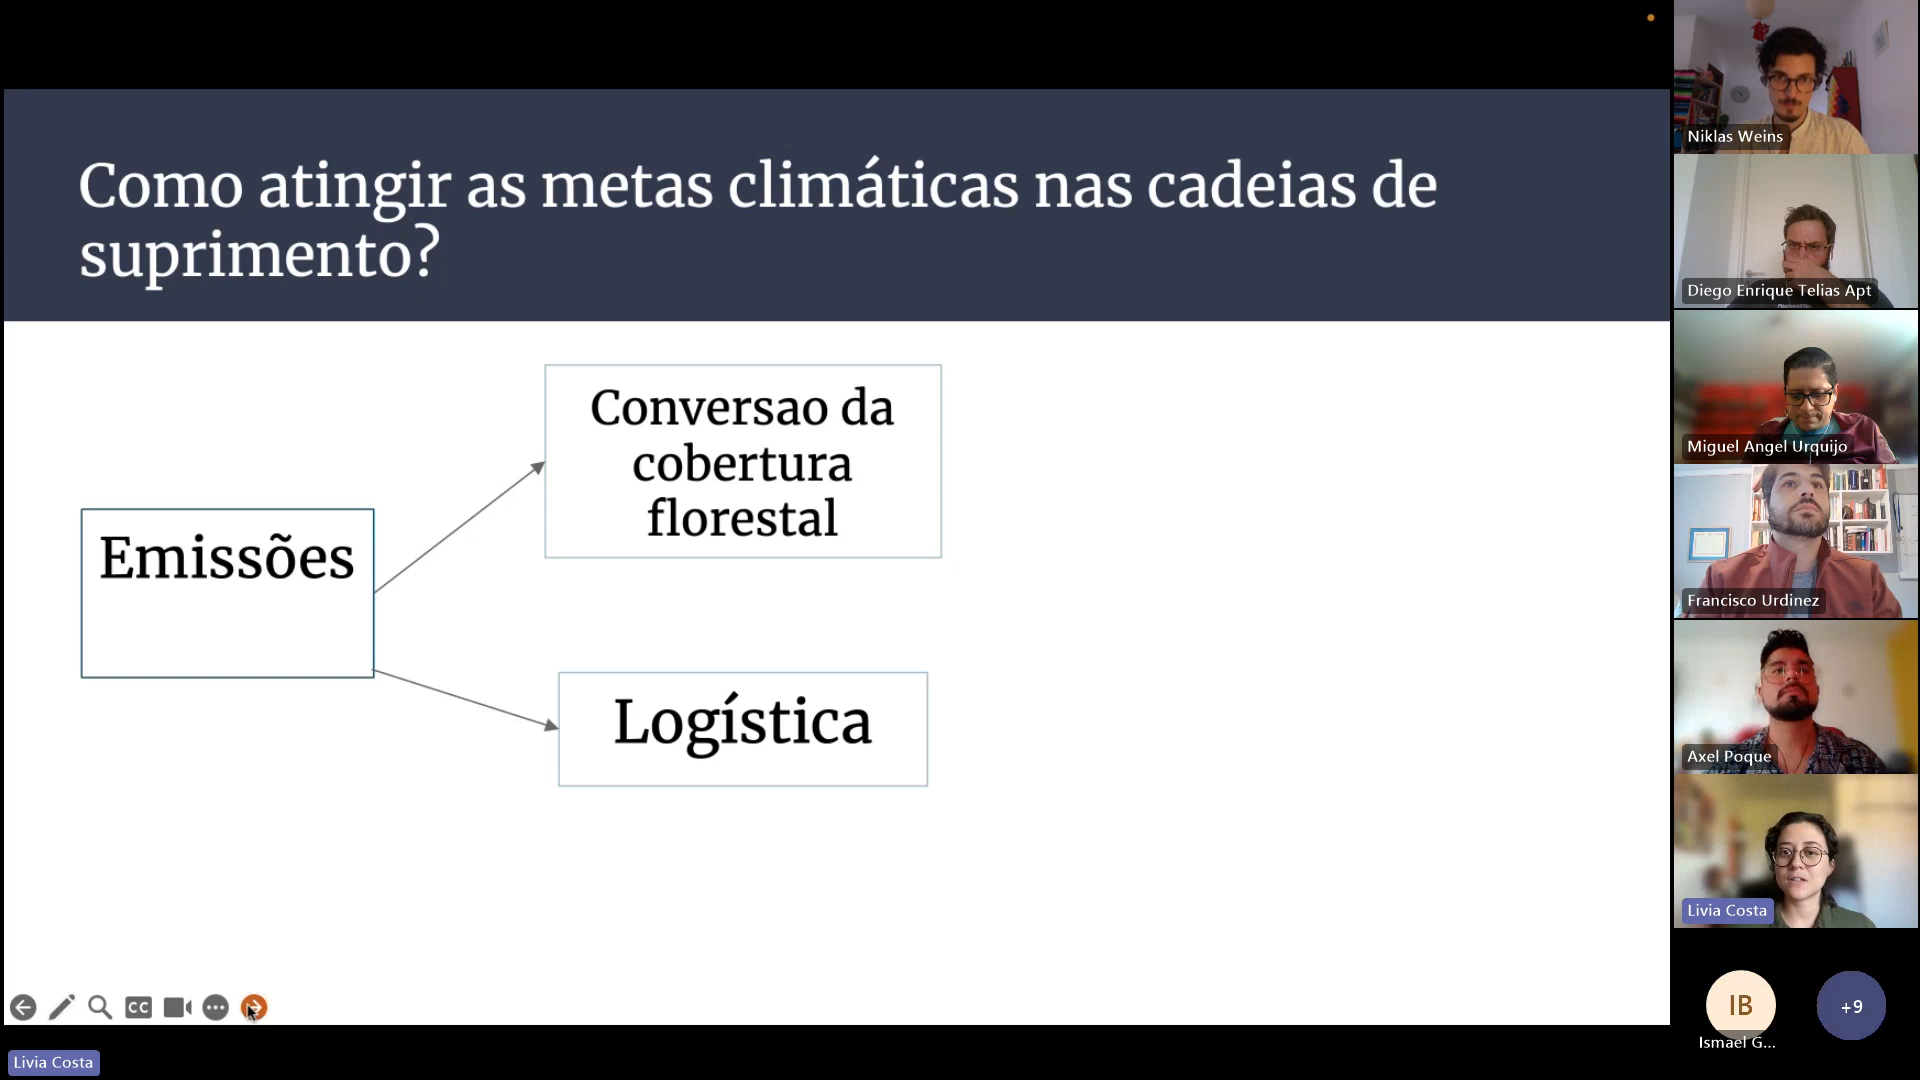 Como atingir as metas climáticas nas cadeias de
suprimento?
Emissões
Conversao da
cobertura
florestal
Logística
CC
Livia Costa
Niklas Weins
Diego Enrique Telias Apt
Miguel Angel Urquijo
Francisco Urdinez
Axel Poque
Livia Costa
IB
Ismael G...
+9